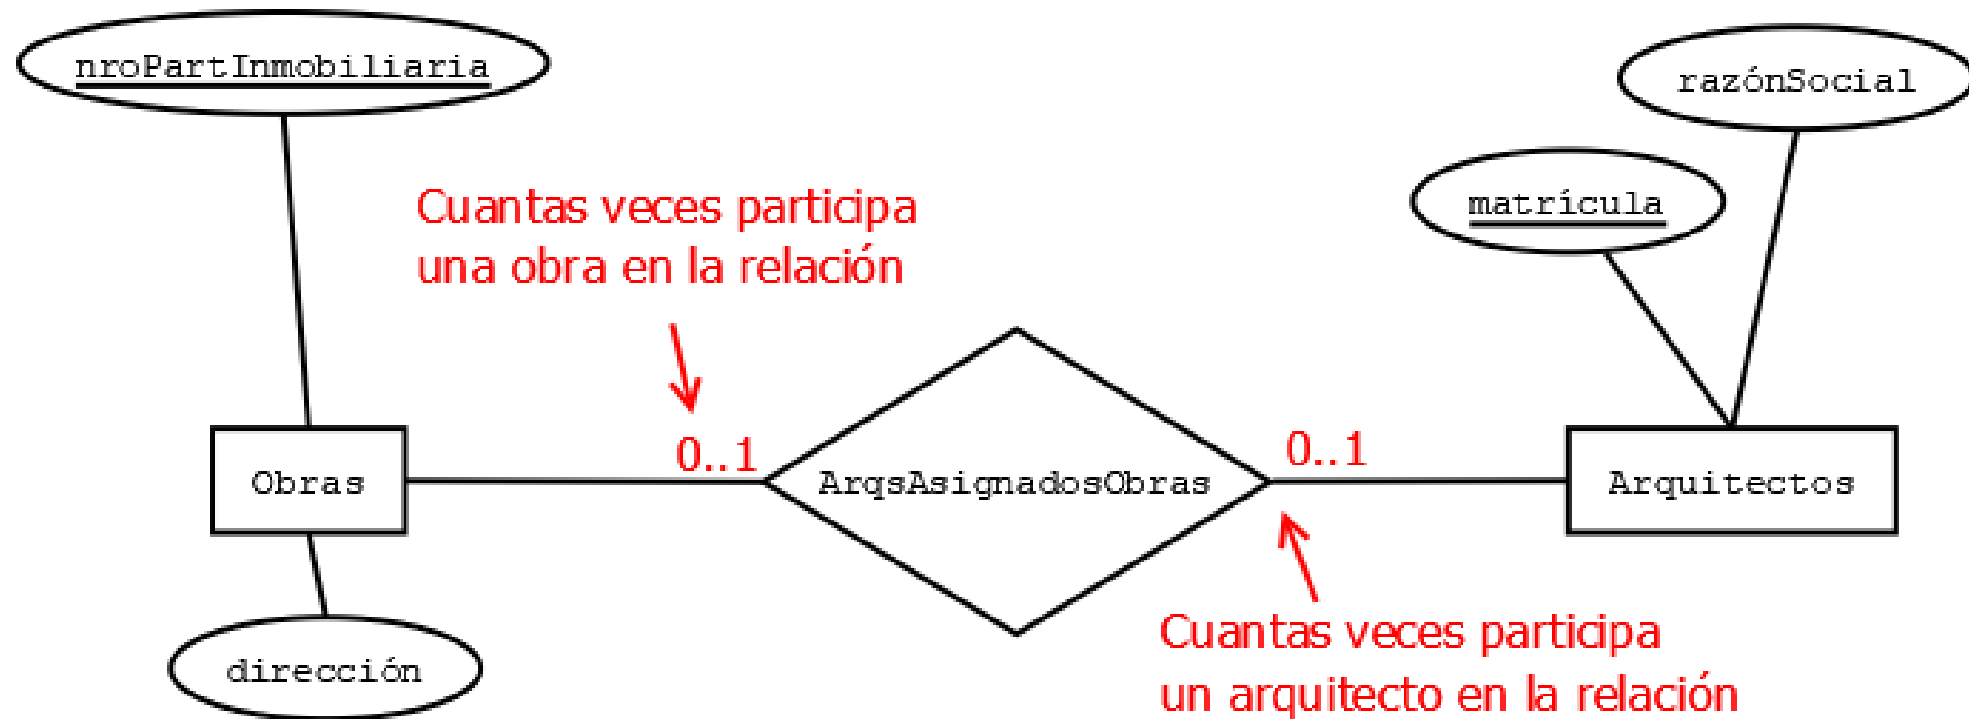 nroPartInmobiliaria
razónSocial
matrícula
Cuantas veces participa
una obra en la relación
0..1
0..1
Obras
ArqsAsignadosObras
Arquitectos
dirección
Cuantas veces participa
un arquitecto en la relación